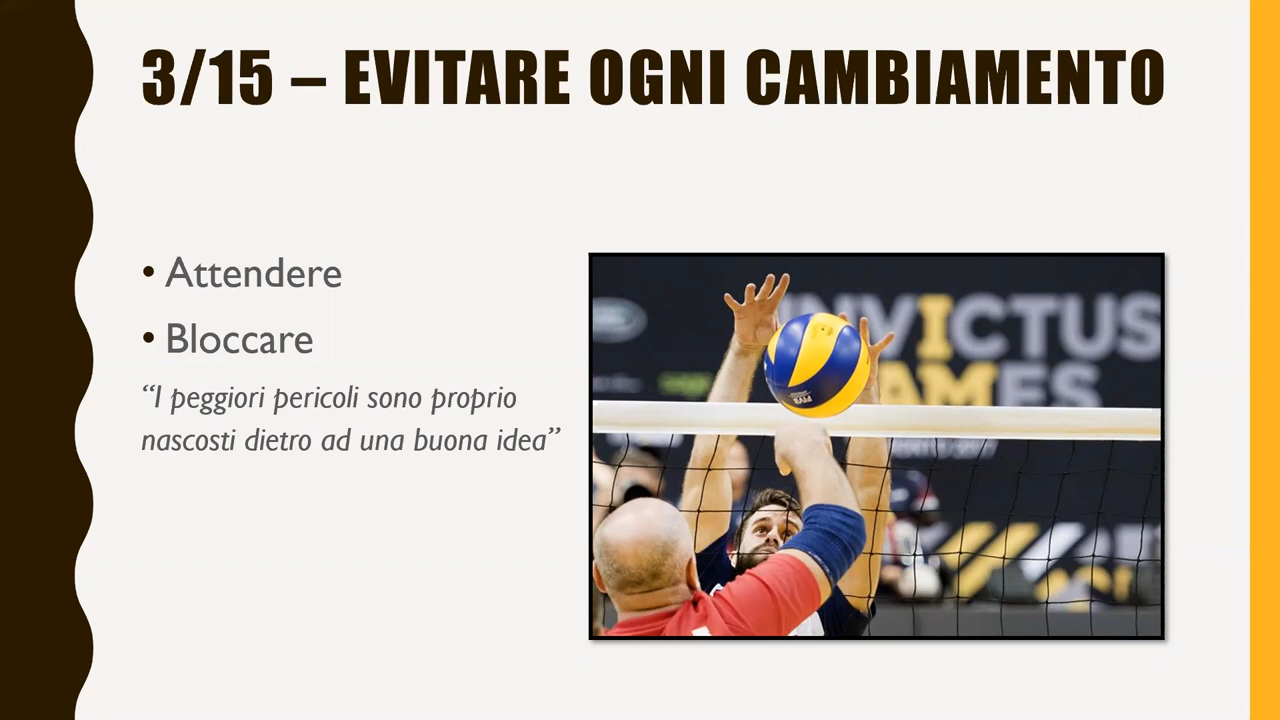 3/15 – EVITARE OGNI CAMBIAMENTO
• Attendere
• Bloccare
“I peggiori pericoli sono proprio
nascosti dietro ad una buona idea”
INVICTUS
GAMES